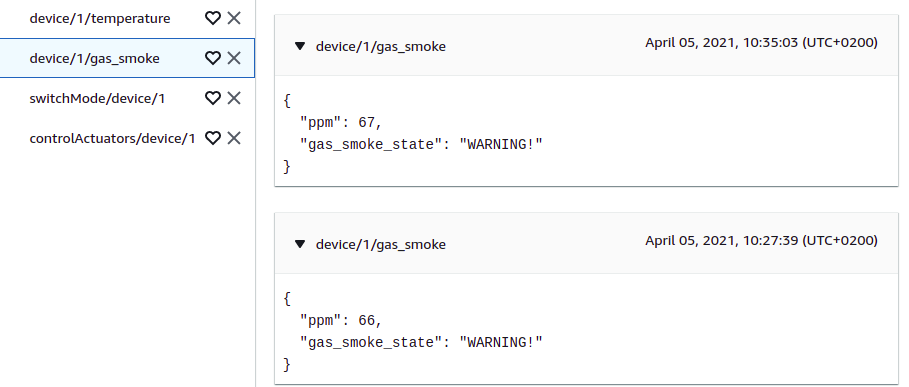 device/1/temperature
device/1/gas_smoke
switchMode/device/1
controlActuators/device/1
device/1/gas_smoke April 05, 2021, 10:35:03 (UTC+0200)
{
"ppm": 67,
"gas_smoke_state": "WARNING!"
}
device/1/gas_smoke April 05, 2021, 10:27:39 (UTC+0200)
{
"ppm": 66,
"gas_smoke_state": "WARNING!"
}